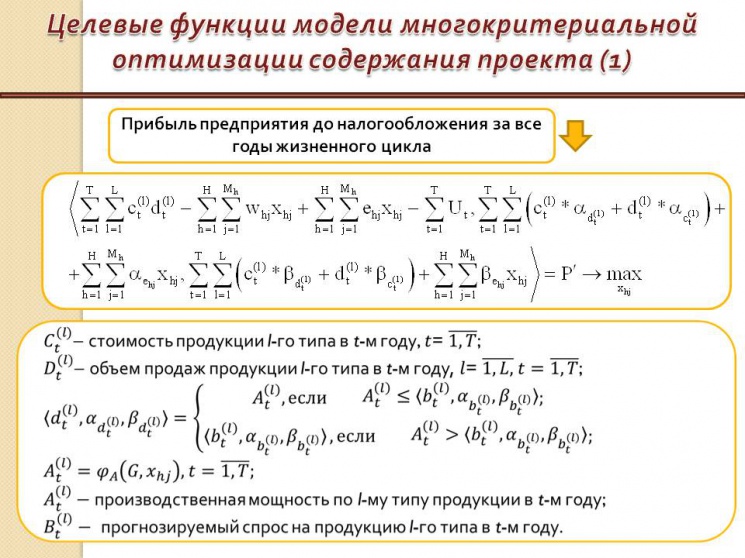 Целевые функции модели многокритериальной
оптимизации содержания проекта (1)
Прибыль предприятия до налогообложения за все
годы жизненного цикла
$\left\langle \sum_{t=1}^{T}\sum_{l=1}^{L} c_t^{(l)} d_t^{(l)} - \sum_{h=1}^{H}\sum_{j=1}^{M_h} w_{hj}x_{hj} + \sum_{h=1}^{H}\sum_{j=1}^{M_h} e_{hj}x_{hj} - \sum_{t=1}^{T} U_t, \sum_{t=1}^{T}\sum_{l=1}^{L}\left(c_t^{(l)} * \alpha_{d_t^{(l)}} + d_t^{(l)} * \alpha_{c_t^{(l)}}\right) + \right.$
$\left. + \sum_{h=1}^{H}\sum_{j=1}^{M_h} \alpha_{e_{hj}} x_{hj}, \sum_{t=1}^{T}\sum_{l=1}^{L}\left(c_t^{(l)} * \beta_{d_t^{(l)}} + d_t^{(l)} * \beta_{c_t^{(l)}}\right) + \sum_{h=1}^{H}\sum_{j=1}^{M_h} \beta_{e_{hj}} x_{hj} \right\rangle = P' \to \max_{x_{hj}}$
$C_t^{(l)}$ – стоимость продукции l-го типа в t-м году, $t = \overline{1,T}$;
$D_t^{(l)}$ – объем продаж продукции l-го типа в t-м году, $l = \overline{1,L}, t = \overline{1,T}$;
$\langle d_t^{(l)}, \alpha_{d_t^{(l)}}, \beta_{d_t^{(l)}} \rangle = \begin{cases} A_t^{(l)}, \text{если } A_t^{(l)} \le \langle b_t^{(l)}, \alpha_{b_t^{(l)}}, \beta_{b_t^{(l)}} \rangle; \\ \langle b_t^{(l)}, \alpha_{b_t^{(l)}}, \beta_{b_t^{(l)}} \rangle, \text{если } A_t^{(l)} > \langle b_t^{(l)}, \alpha_{b_t^{(l)}}, \beta_{b_t^{(l)}} \rangle; \end{cases}$
$A_t^{(l)} = \varphi_A(G, x_{hj}), t = \overline{1,T}$;
$A_t^{(l)}$ – производственная мощность по l-му типу продукции в t-м году;
$B_t^{(l)}$ – прогнозируемый спрос на продукцию l-го типа в t-м году.